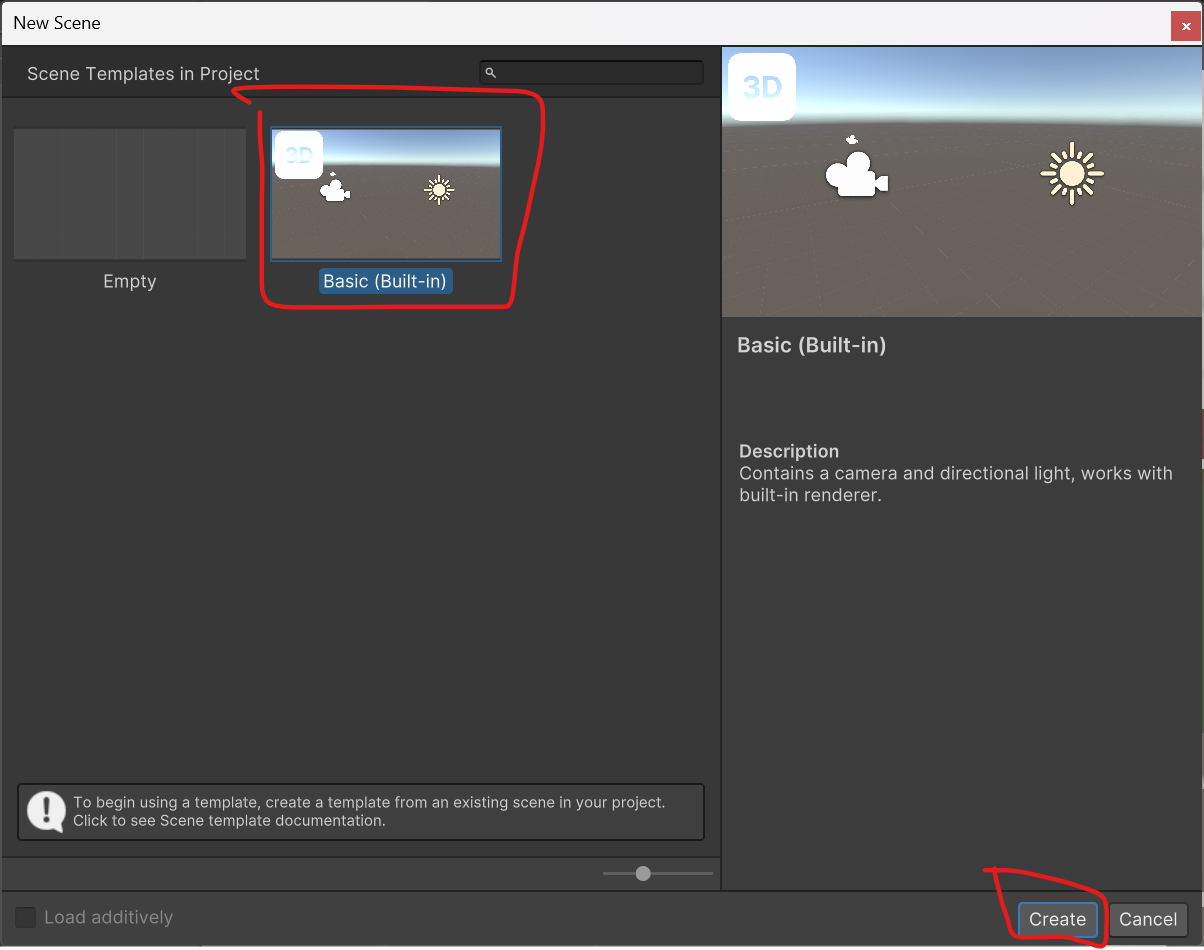 New Scene
Scene Templates in Project
3D
Empty
3D
Basic (Built-in)
Basic (Built-in)
Description
Contains a camera and directional light, works with
built-in renderer.
To begin using a template, create a template from an existing scene in your project.
Click to see Scene template documentation.
Load additively
Create
Cancel